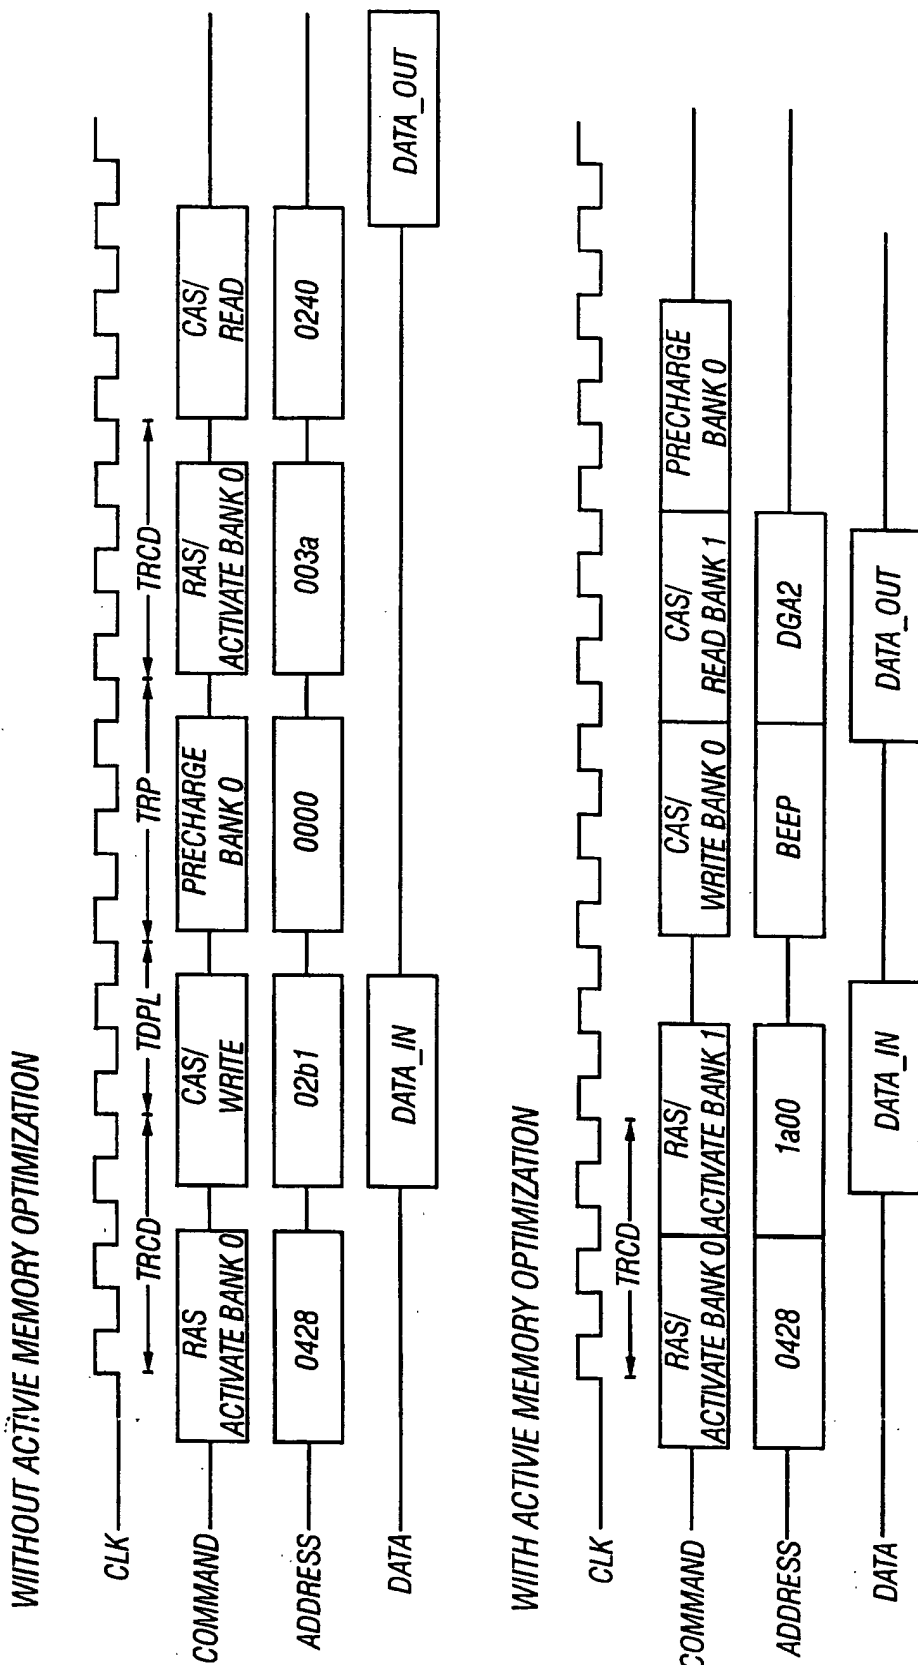 WIITHOUT ACTIVIE MEMORY OPTIMIZATION
CLK
TRCD
TDPL
TRP
TRCD
COMMAND
RAS
ACTIVATE BANK 0
CAS/
WRITE
PRECHARGE
BANK 0
RAS/
ACTIVATE BANK 0
CAS/
READ
ADDRESS
0428
02b1
0000
003a
0240
DATA
DATA_IN
DATA_OUT
WITH ACTIVIE MEMORY OPTIMIZATION
CLK
TRCD
COMMAND
RAS/
ACTIVATE BANK 0
RAS/
ACTIVATE BANK 1
CAS/
WRITE BANK 0
CAS/
READ BANK 1
PRECHARGE
BANK 0
ADDRESS
0428
1a00
BEEP
DGA2
DATA
DATA_IN
DATA_OUT